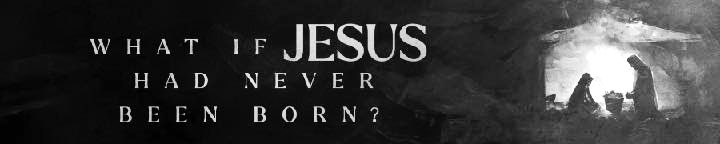 WHAT IF JESUS
HAD NEVER
BEEN BORN?